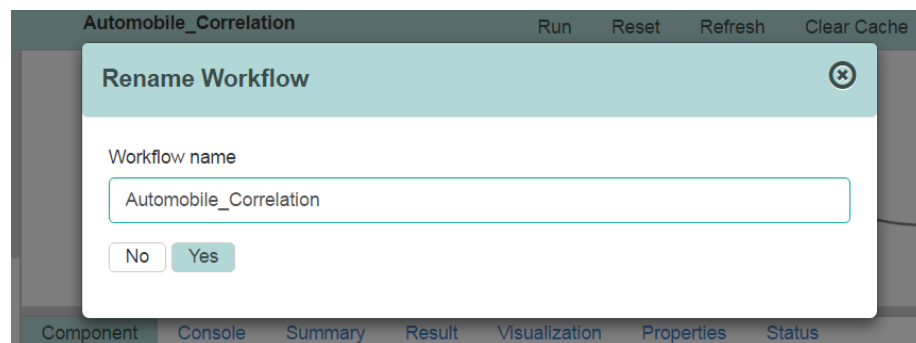 Automobile_Correlation Run Reset Refresh Clear Cache
Rename Workflow
Workflow name
Automobile_Correlation
No Yes
Component Console Summary Result Visualization Properties Status